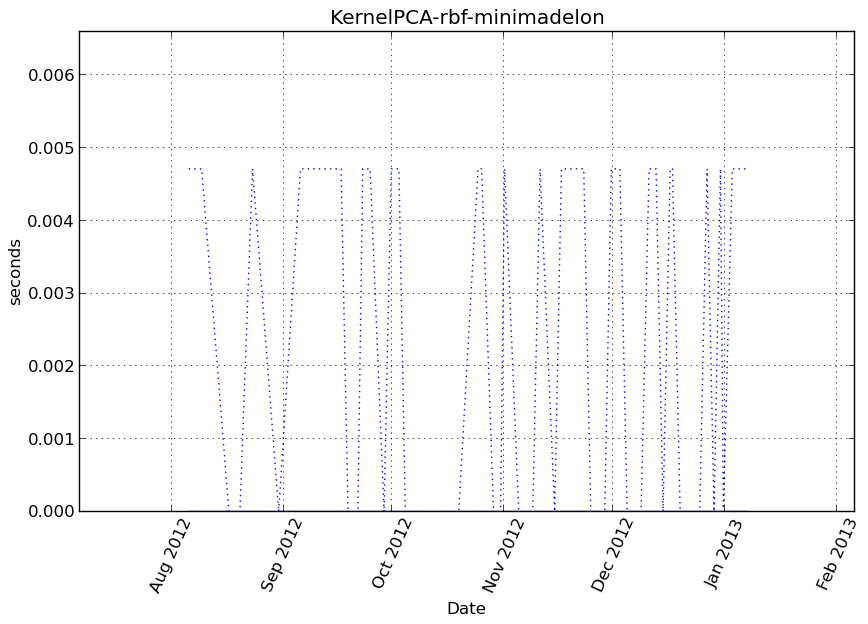 KernelPCA-rbf-minimadelon
0.006
0.005
0.004
0.003
0.002
0.001
0.000
seconds
Aug 2012
Sep 2012
Oct 2012
Nov 2012
Dec 2012
Jan 2013
Feb 2013
Date